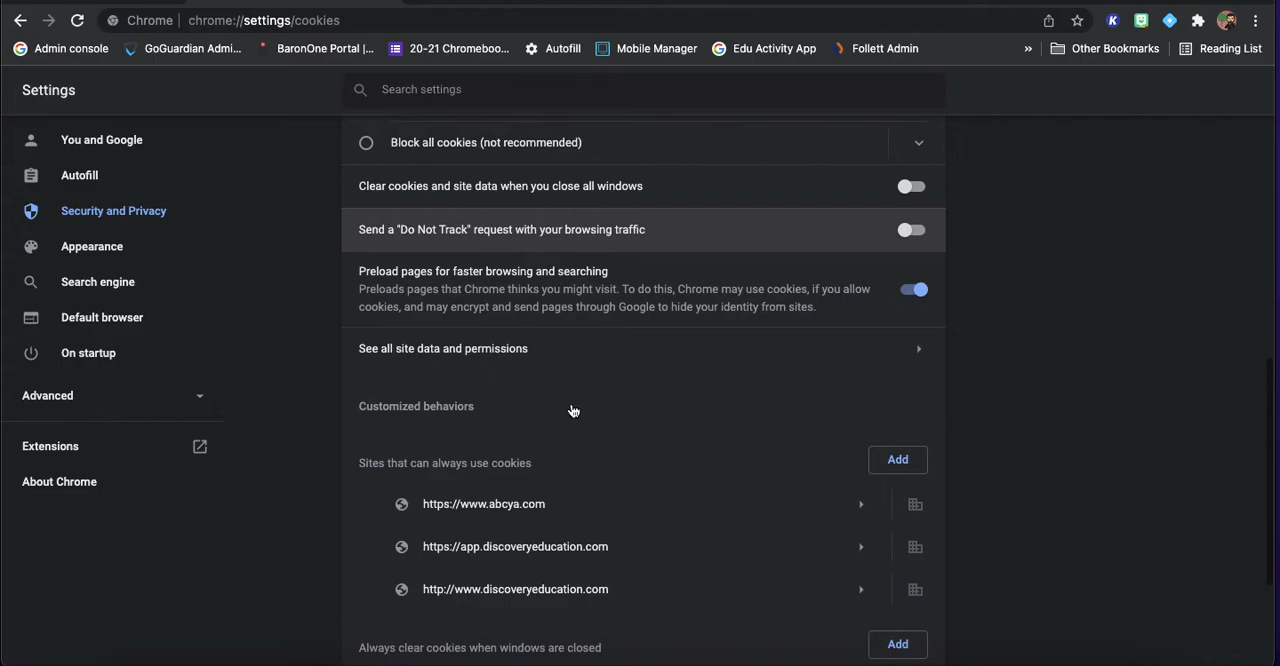 Chrome
chrome://settings/cookies
Admin console
GoGuardian Admi...
BaronOne Portal |...
20-21 Chromeboo...
Autofill
Mobile Manager
Edu Activity App
Follett Admin
»
Other Bookmarks
Reading List
Settings
Search settings
You and Google
Autofill
Security and Privacy
Appearance
Search engine
Default browser
On startup
Advanced
Extensions
About Chrome
Block all cookies (not recommended)
Clear cookies and site data when you close all windows
Send a "Do Not Track" request with your browsing traffic
Preload pages for faster browsing and searching
Preloads pages that Chrome thinks you might visit. To do this, Chrome may use cookies, if you allow
cookies, and may encrypt and send pages through Google to hide your identity from sites.
See all site data and permissions
Customized behaviors
Sites that can always use cookies
Add
https://www.abcya.com
https://app.discoveryeducation.com
http://www.discoveryeducation.com
Always clear cookies when windows are closed
Add